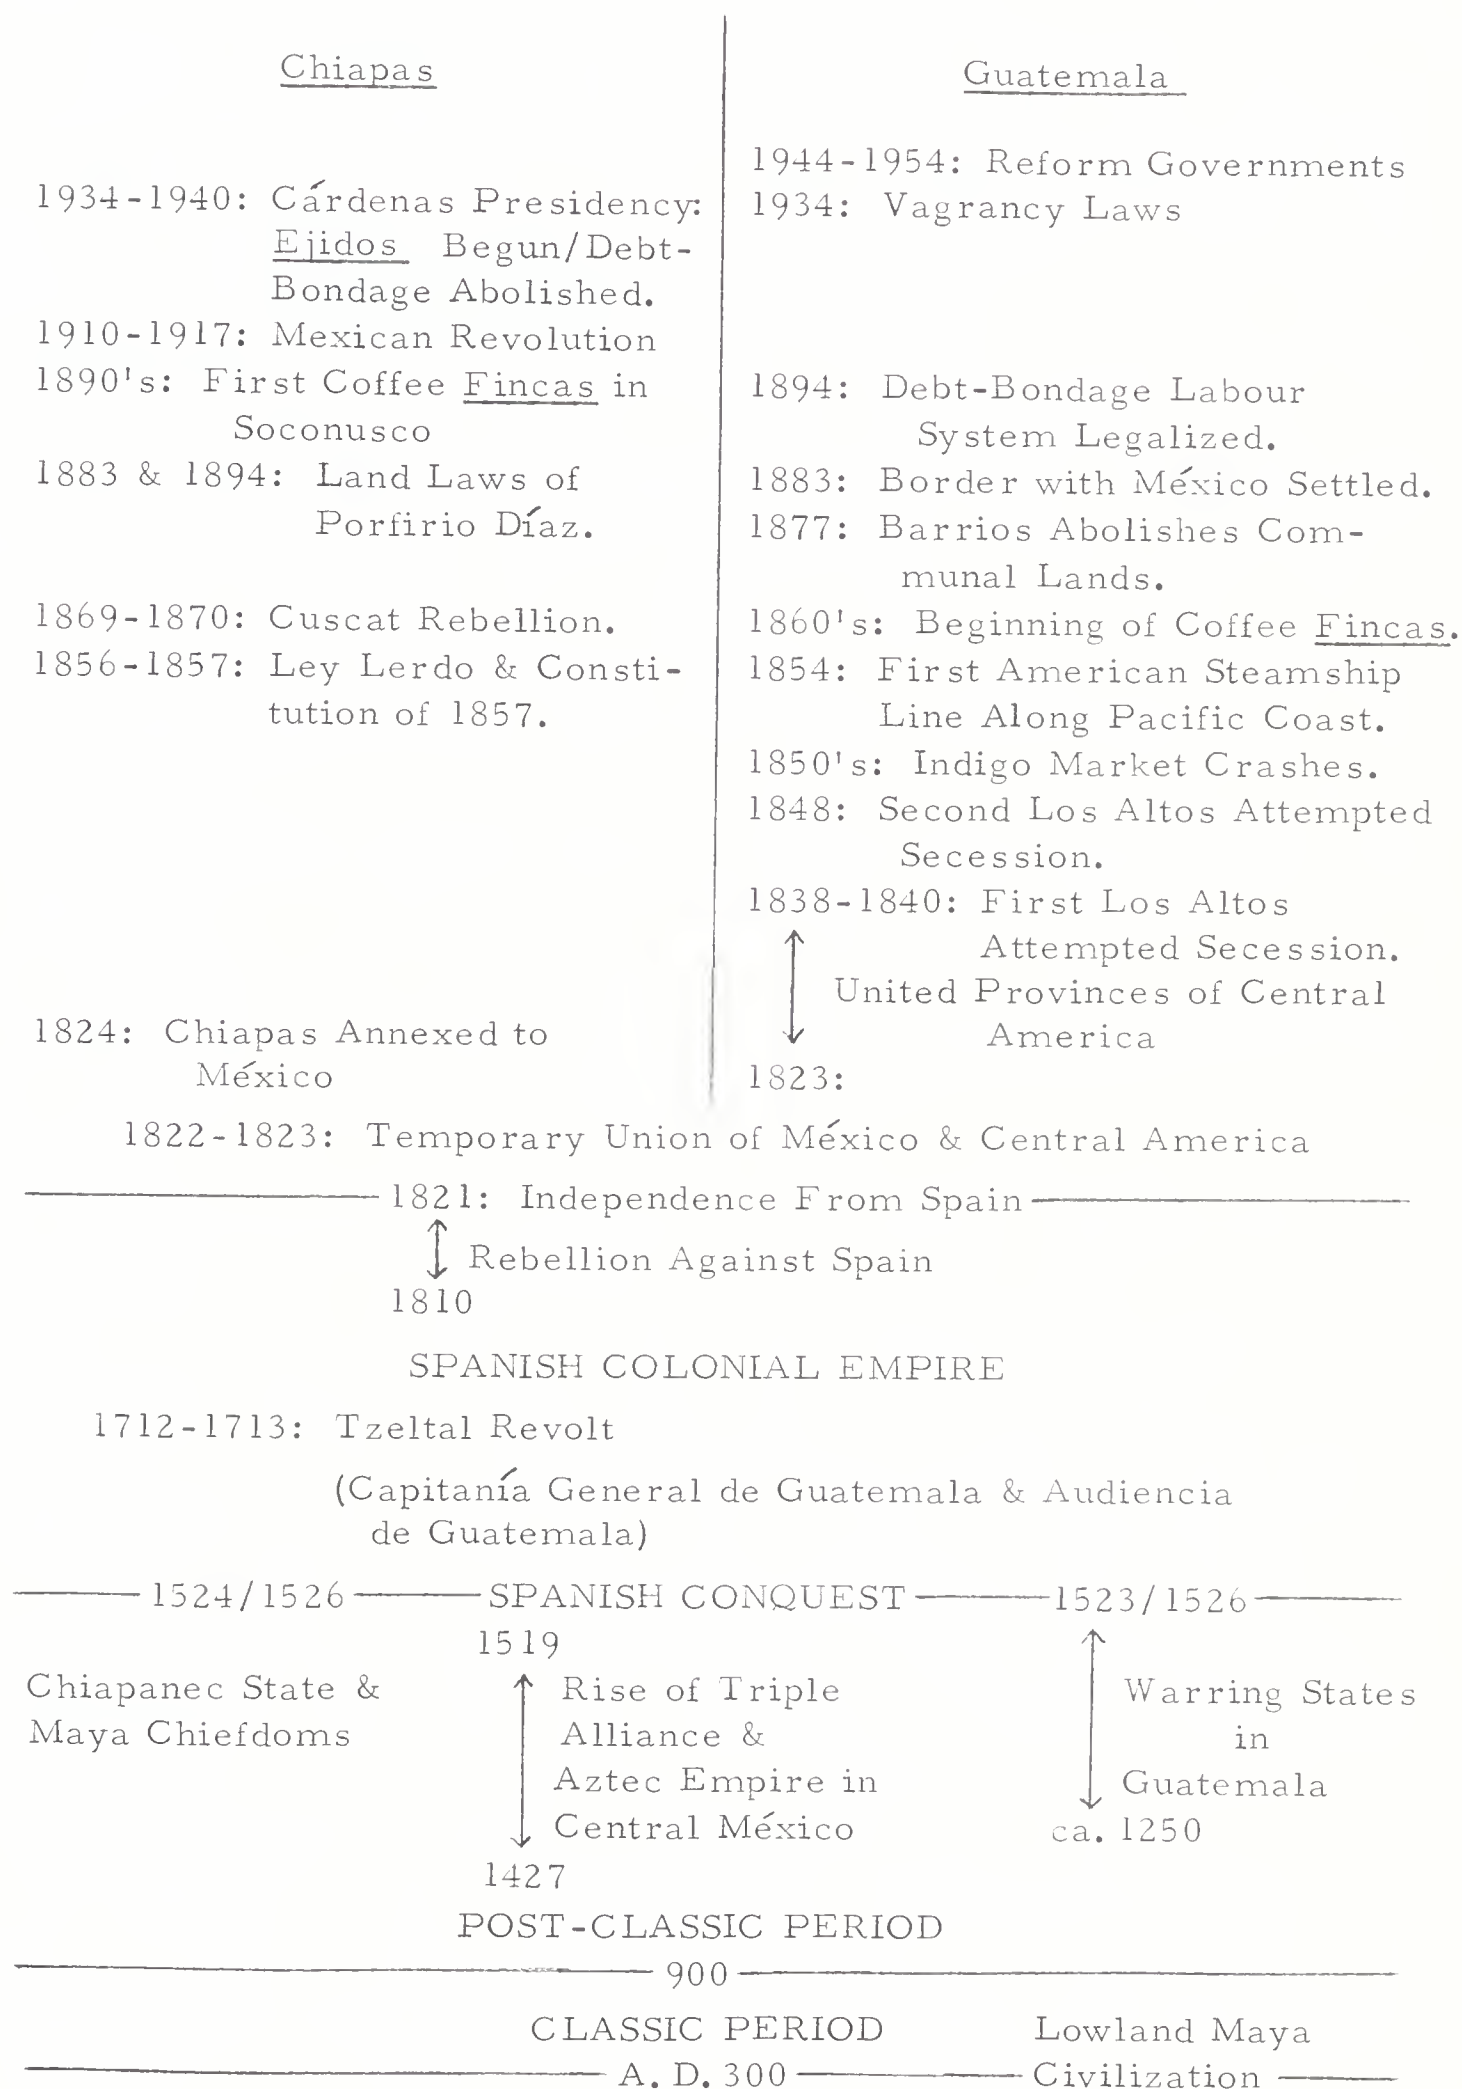 Chiapas
1934-1940: Cárdenas Presidency:
Ejidos Begun/Debt-
Bondage Abolished.
1910-1917: Mexican Revolution
1890's: First Coffee Fincas in
Soconusco
1883 & 1894: Land Laws of
Porfirio Díaz.
1869-1870: Cuscat Rebellion.
1856-1857: Ley Lerdo & Consti-
tution of 1857.
1824: Chiapas Annexed to
México
Guatemala
1944-1954: Reform Governments
1934: Vagrancy Laws
1894: Debt-Bondage Labour
System Legalized.
1883: Border with México Settled.
1877: Barrios Abolishes Com-
munal Lands.
1860's: Beginning of Coffee Fincas.
1854: First American Steamship
Line Along Pacific Coast.
1850's: Indigo Market Crashes.
1848: Second Los Altos Attempted
Secession.
1838-1840: First Los Altos
Attempted Secession.
United Provinces of Central
America
1823:
1822-1823: Temporary Union of México & Central America
1821: Independence From Spain
Rebellion Against Spain
1810
SPANISH COLONIAL EMPIRE
1712-1713: Tzeltal Revolt
(Capitanía General de Guatemala & Audiencia
de Guatemala)
1524/1526 SPANISH CONQUEST 1523/1526
Chiapanec State &
Maya Chiefdoms
1519
Rise of Triple
Alliance &
Aztec Empire in
Central México
1427
Warring States
in
Guatemala
ca. 1250
POST-CLASSIC PERIOD
900
CLASSIC PERIOD
A. D. 300
Lowland Maya
Civilization